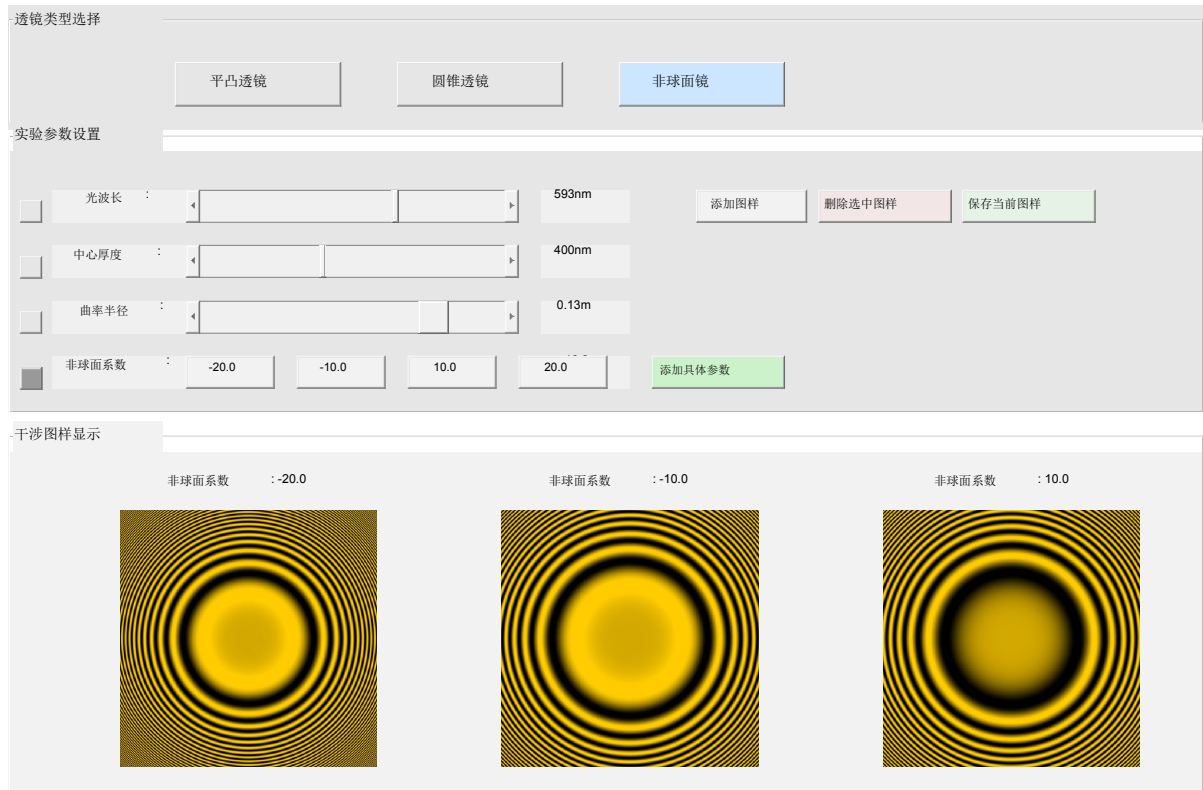 透镜类型选择
平凸透镜 圆锥透镜 非球面镜
实验参数设置
光波长 : 593nm 添加图样 删除选中图样 保存当前图样
中心厚度 : 400nm
曲率半径 : 0.13m
非球面系数 : -20.0 -10.0 10.0 20.0 添加具体参数
干涉图样显示
非球面系数 : -20.0 非球面系数 : -10.0 非球面系数 : 10.0